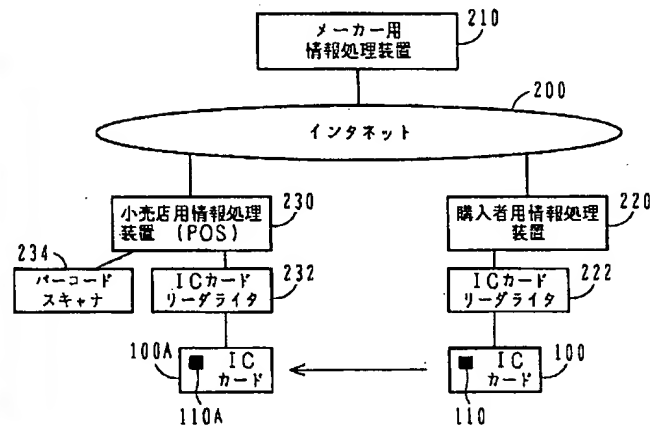 210
メーカー用
情報処理装置
200
インタネット
小売店用情報処理
装置 (POS)
230
購入者用情報処理
装置
220
234
バーコード
スキャナ
ICカード
リーダライタ
232
ICカード
リーダライタ
222
100A
IC
カード
110A
IC
カード
100
110